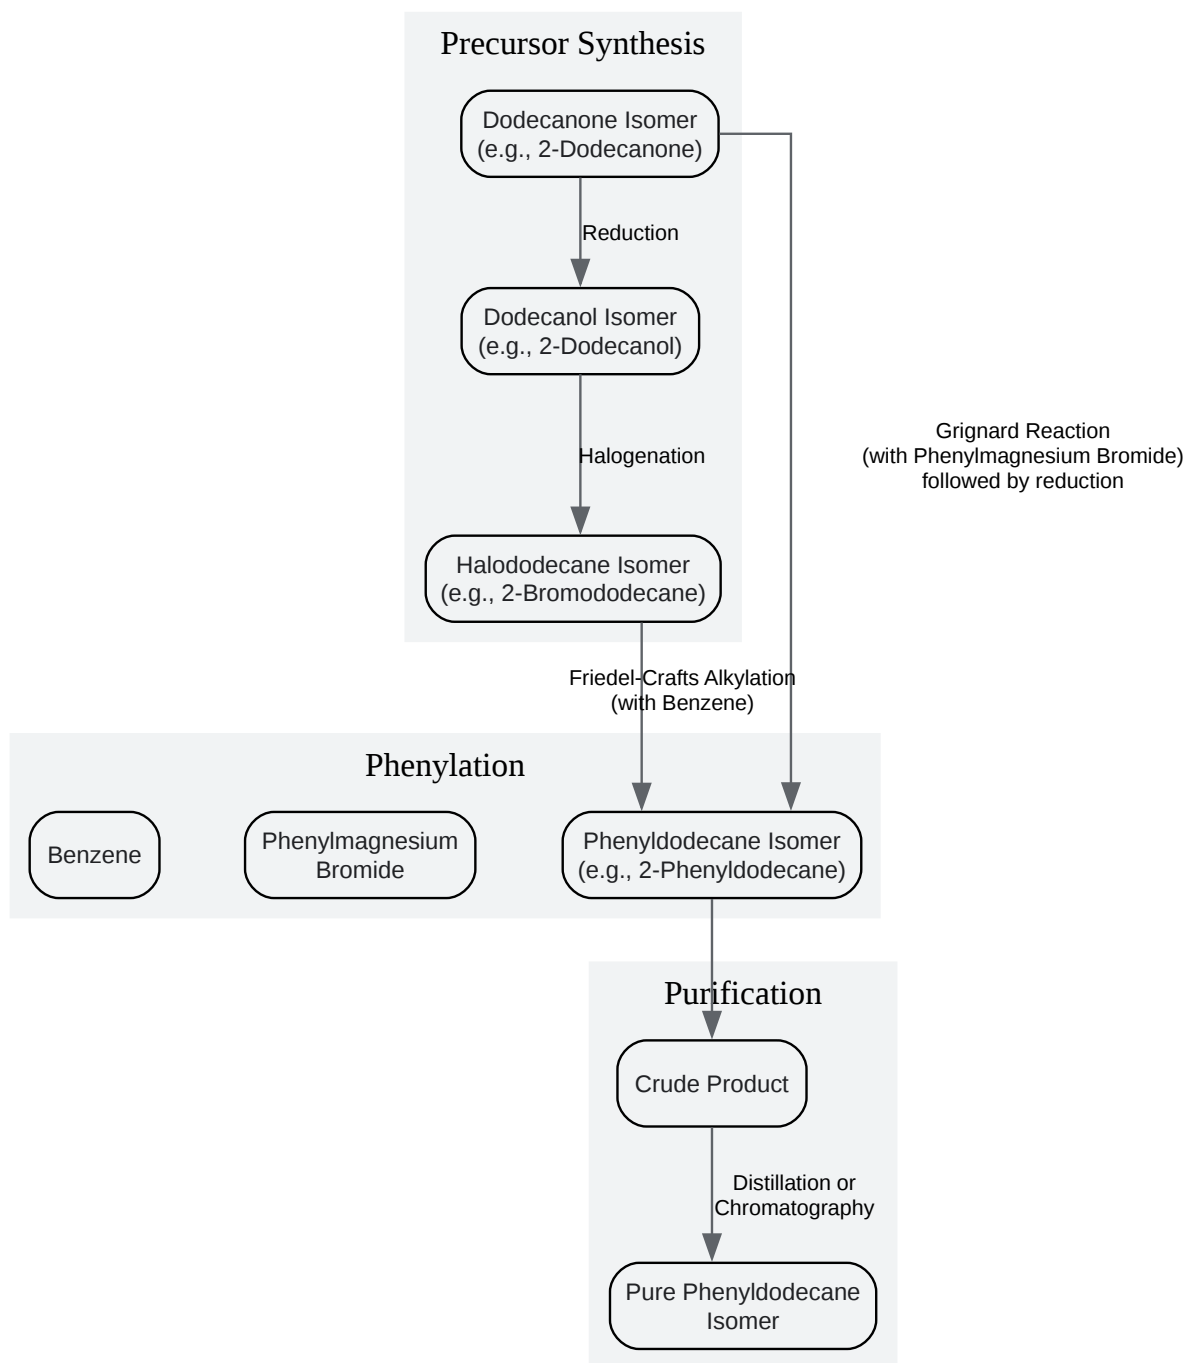 Precursor Synthesis
Dodecanone Isomer
(e.g., 2-Dodecanone)
Reduction
Dodecanol Isomer
(e.g., 2-Dodecanol)
Grignard Reaction
(with Phenylmagnesium Bromide)
followed by reduction
Halogenation
Halododecane Isomer
(e.g., 2-Bromododecane)
Friedel-Crafts Alkylation
(with Benzene)
Phenylation
Benzene
Phenylmagnesium
Bromide
Phenyldodecane Isomer
(e.g., 2-Phenyldodecane)
Purification
Crude Product
Distillation or
Chromatography
Pure Phenyldodecane
Isomer